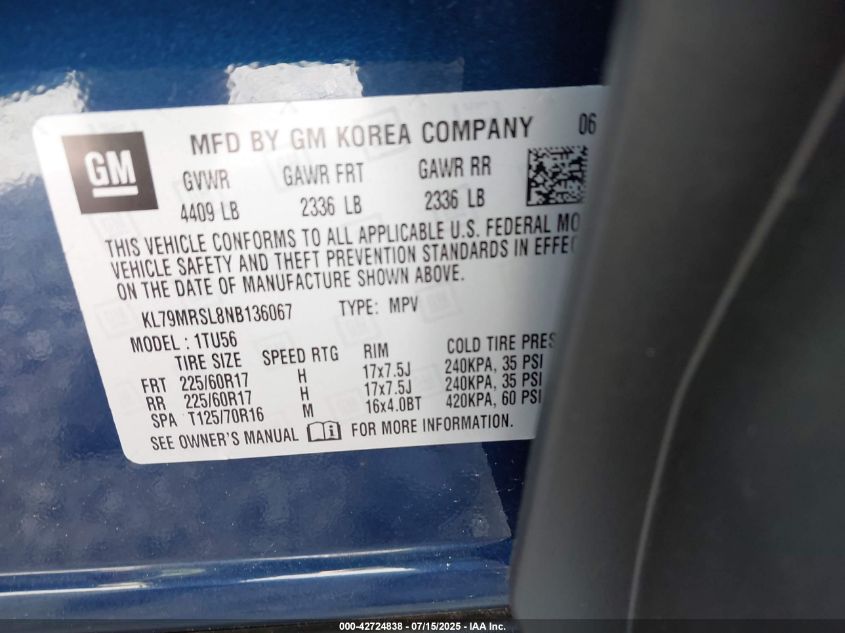 GM
MFD BY GM KOREA COMPANY 06
GVWR GAWR FRT GAWR RR
4409 LB 2336 LB 2336 LB
THIS VEHICLE CONFORMS TO ALL APPLICABLE U.S. FEDERAL MO
VEHICLE SAFETY AND THEFT PREVENTION STANDARDS IN EFFEC
ON THE DATE OF MANUFACTURE SHOWN ABOVE.
KL79MRSL8NB136067 TYPE: MPV
MODEL: 1TU56
TIRE SIZE SPEED RTG RIM COLD TIRE PRES
FRT 225/60R17 H 17x7.5J 240KPA, 35 PSI
RR 225/60R17 H 17x7.5J 240KPA, 35 PSI
SPA T125/70R16 M 16x4.0BT 420KPA, 60 PSI
SEE OWNER'S MANUAL FOR MORE INFORMATION.
000-42724838 - 07/15/2025 - IAA Inc.